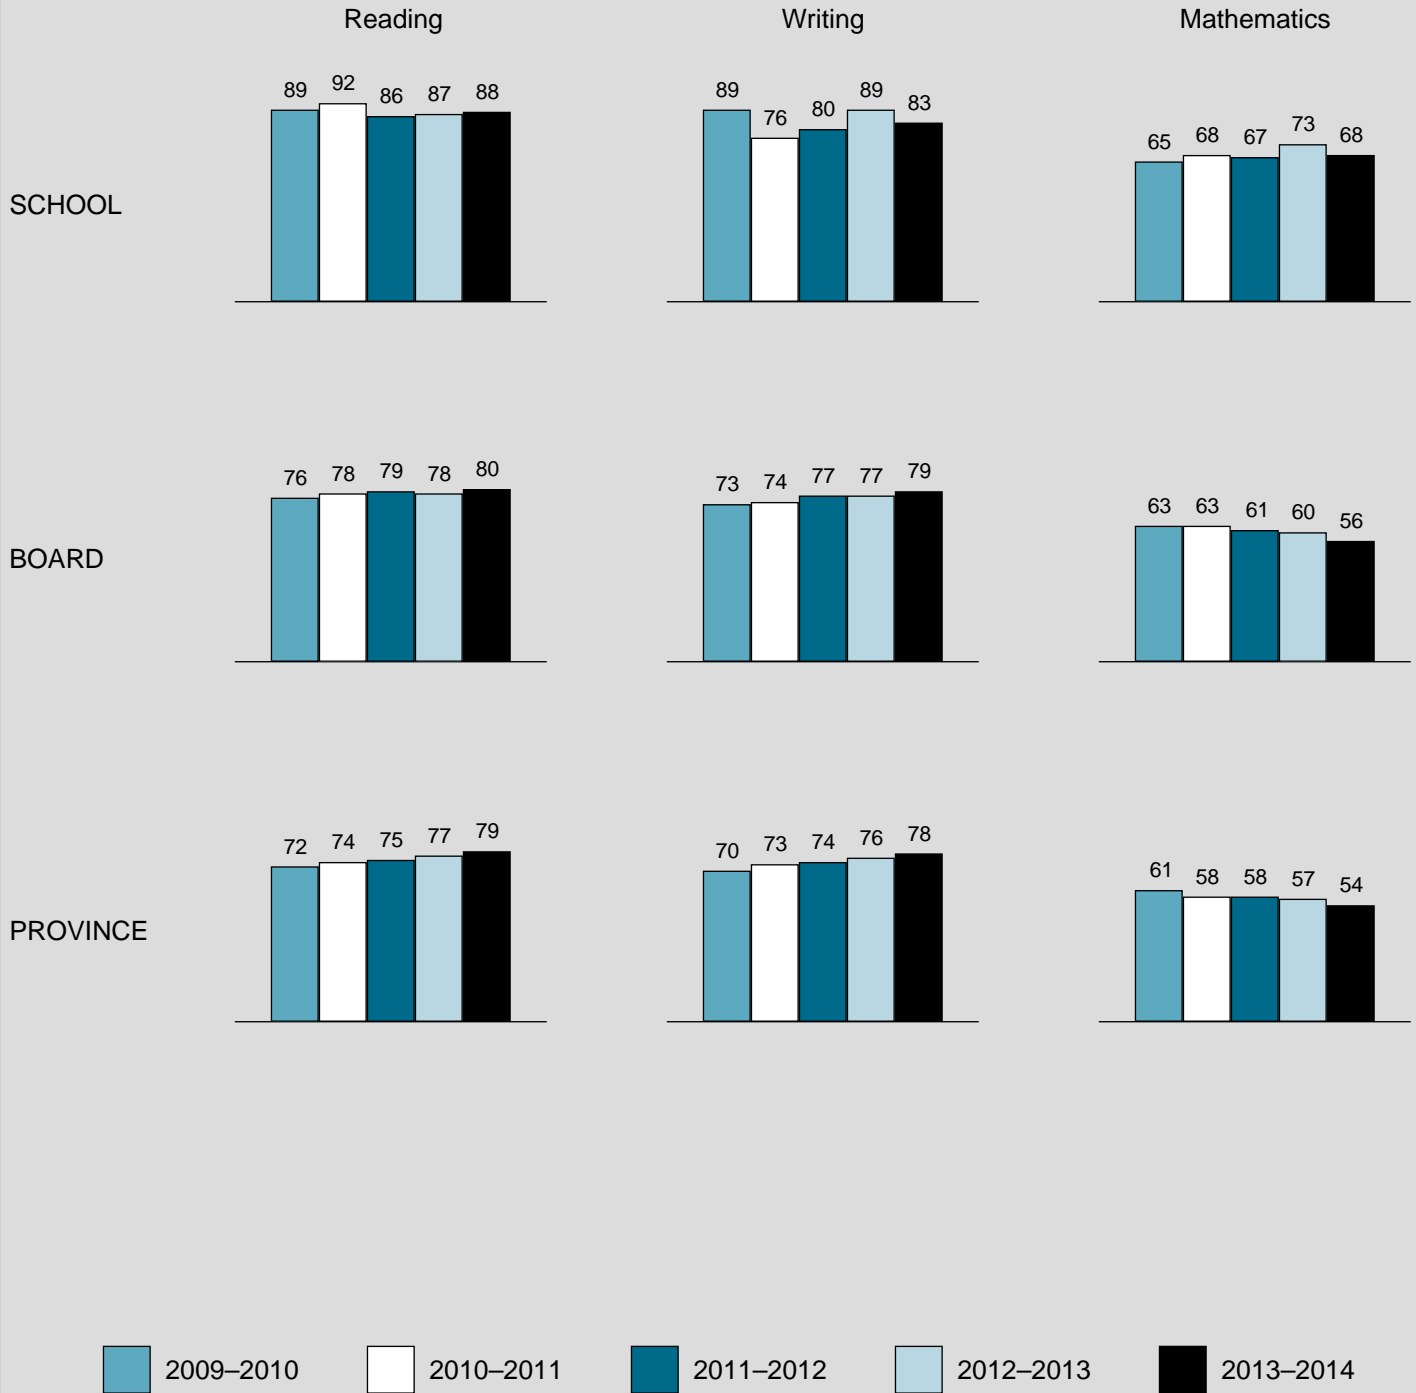 Reading Writing Mathematics
89 92 86 87 88 89 76 80 89 83 65 68 67 73 68
SCHOOL
76 78 79 78 80 73 74 77 77 79 63 63 61 60 56
BOARD
72 74 75 77 79 70 73 74 76 78 61 58 58 57 54
PROVINCE
2009–2010 2010–2011 2011–2012 2012–2013 2013–2014